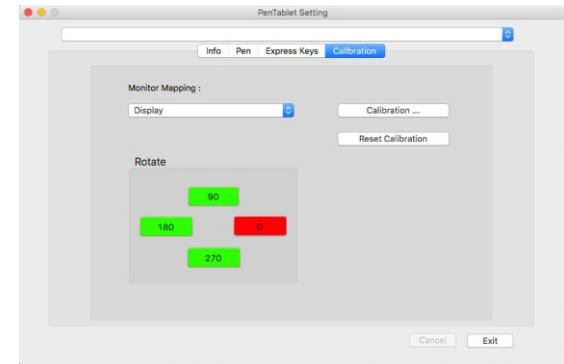 PenTablet Setting
Info Pen Express Keys Calibration
Monitor Mapping :
Display Calibration ...
Reset Calibration
Rotate
90
180 0
270
Cancel Exit